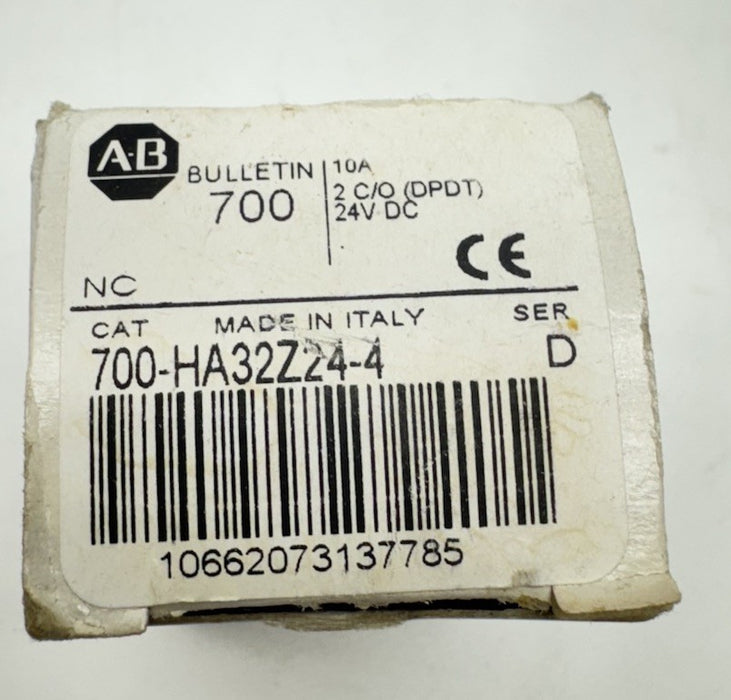 A-B
BULLETIN
700
10A
2 C/O (DPDT)
24V DC
CE
NC
CAT MADE IN ITALY SER
700-HA32Z24-4 D
10662073137785